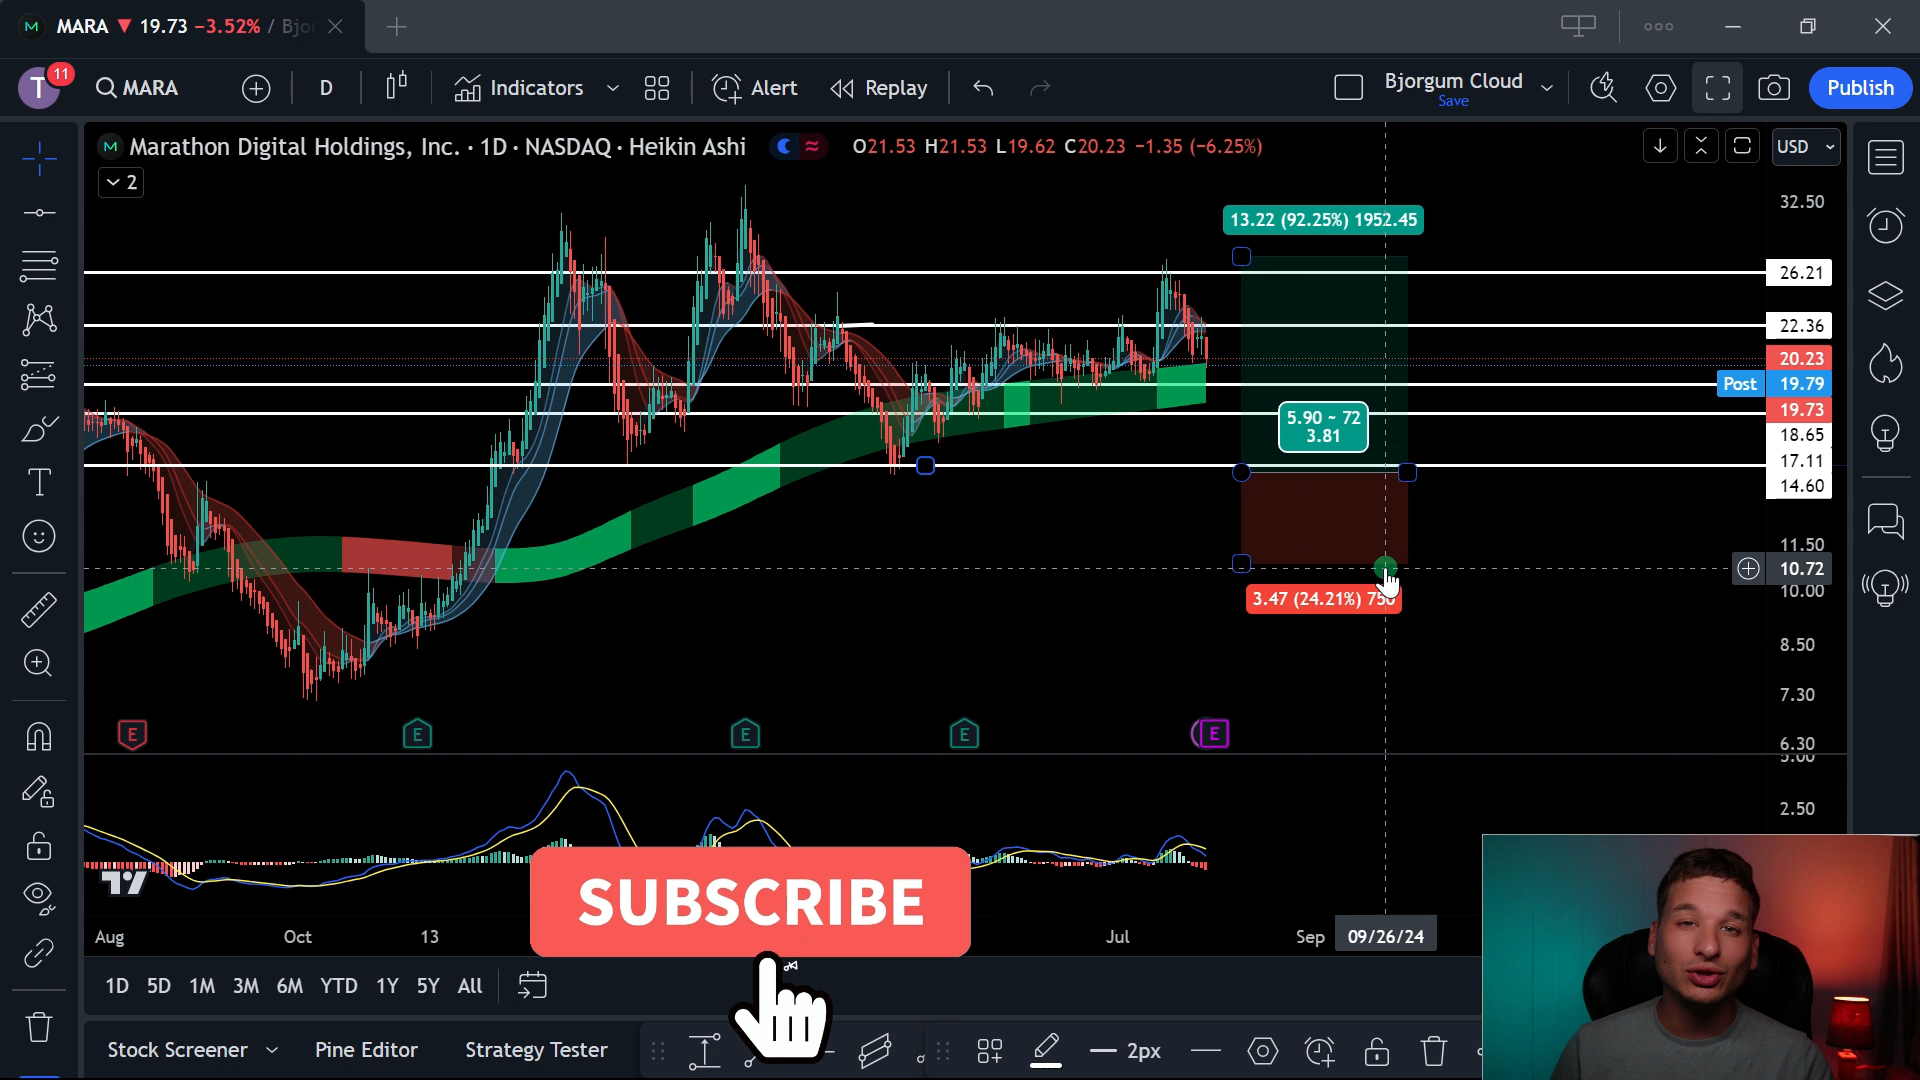 MARA ▼ 19.73 −3.52% / Bjor
T 11 MARA D Indicators Alert Replay Bjorgum Cloud Publish
Save
M Marathon Digital Holdings, Inc. · 1D · NASDAQ · Heikin Ashi O21.53 H21.53 L19.62 C20.23 −1.35 (−6.25%) USD
2
32.50
13.22 (92.25%) 1952.45
26.21
22.36
20.23
Post 19.79
19.73
5.90 ~ 72
3.81
18.65
17.11
14.60
11.50
10.72
10.00
3.47 (24.21%) 750
8.50
7.30
E E E E E
6.30
5.00
2.50
SUBSCRIBE
Aug Oct 13 Jul Sep 09/26/24
1D 5D 1M 3M 6M YTD 1Y 5Y All
Stock Screener Pine Editor Strategy Tester 2px